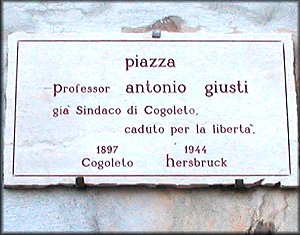 piazza
professor antonio giusti
già Sindaco di Cogoleto,
caduto per la libertà.
1897 1944
Cogoleto hersbruck